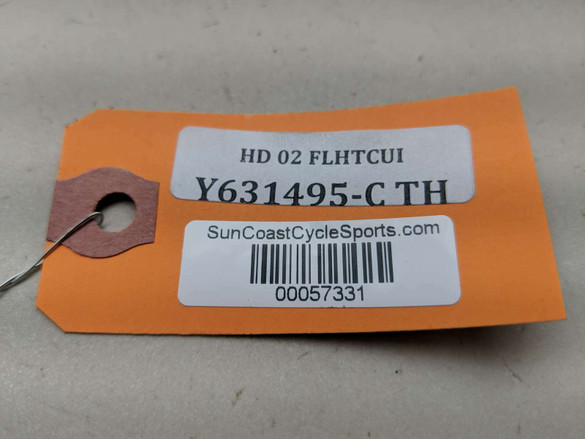 HD 02 FLHTCUI
Y631495-C TH
SunCoastCycleSports.com
00057331